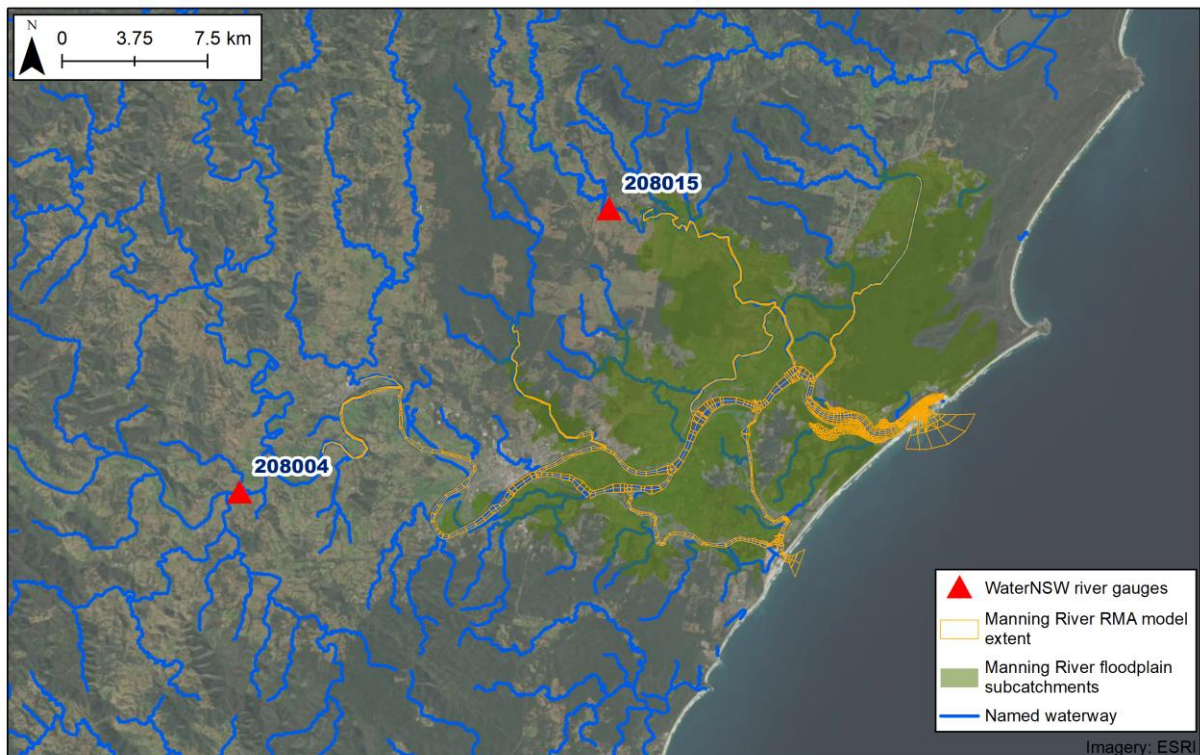 N
0 3.75 7.5 km
208015
208004
WaterNSW river gauges
Manning River RMA model
extent
Manning River floodplain
subcatchments
Named waterway
Imagery: ESRI